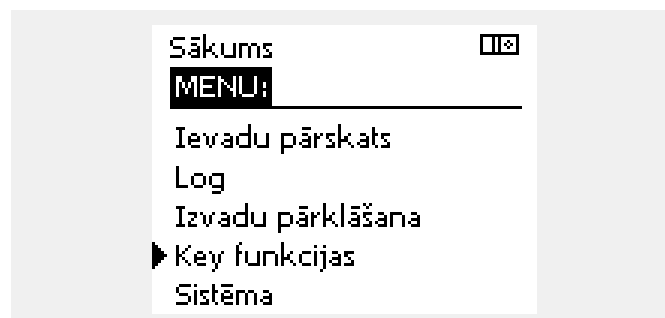 Sākums
MENU:
Ievadu pārskats
Log
Izvadu pārklāšana
Key funkcijas
Sistēma